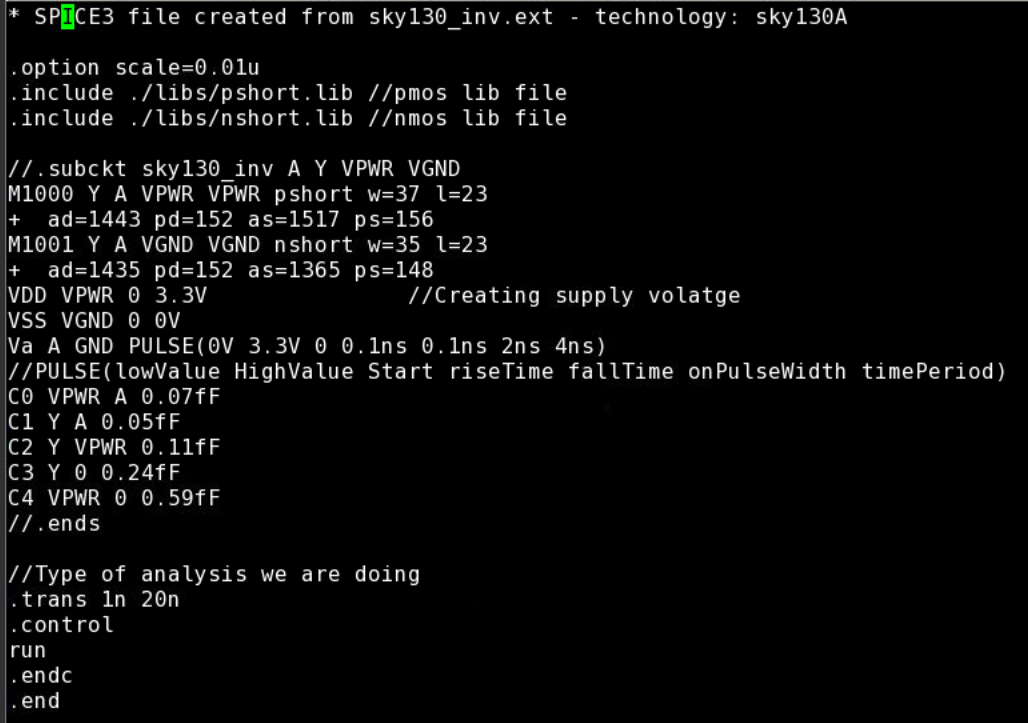 * SPICE3 file created from sky130_inv.ext - technology: sky130A
.option scale=0.01u
.include ./libs/pshort.lib //pmos lib file
.include ./libs/nshort.lib //nmos lib file
//.subckt sky130_inv A Y VPWR VGND
M1000 Y A VPWR VPWR pshort w=37 l=23
+  ad=1443 pd=152 as=1517 ps=156
M1001 Y A VGND VGND nshort w=35 l=23
+  ad=1435 pd=152 as=1365 ps=148
VDD VPWR 0 3.3V               //Creating supply volatge
VSS VGND 0 0V
Va A GND PULSE(0V 3.3V 0 0.1ns 0.1ns 2ns 4ns)
//PULSE(lowValue HighValue Start riseTime fallTime onPulseWidth timePeriod)
C0 VPWR A 0.07fF
C1 Y A 0.05fF
C2 Y VPWR 0.11fF
C3 Y 0 0.24fF
C4 VPWR 0 0.59fF
//.ends
//Type of analysis we are doing
.trans 1n 20n
.control
run
.endc
.end